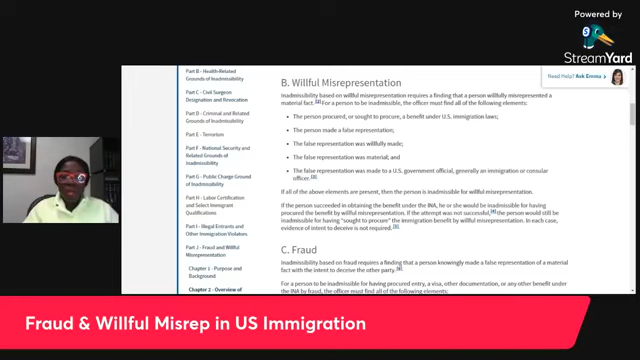 Powered by
StreamYard
Part B - Health-Related
Grounds of Inadmissibility
Part C - Civil Surgeon
Designation and Revocation
Part D - Criminal and Related
Grounds of Inadmissibility
Part E - Terrorism
Part F - National Security and
Related Grounds of
Inadmissibility
Part G - Public Charge Ground
of Inadmissibility
Part H - Labor Certification
and Select Immigrant
Qualifications
Part I - Illegal Entrants and
Other Immigration Violators
Part J - Fraud and Willful
Misrepresentation
Chapter 1 - Purpose and
Background
Chapter 2 - Overview of
Need Help? Ask Emma
B. Willful Misrepresentation
Inadmissibility based on willful misrepresentation requires a finding that a person willfully misrepresented a
material fact.[2] For a person to be inadmissible, the officer must find all of the following elements:
• The person procured, or sought to procure, a benefit under U.S. immigration laws;
• The person made a false representation;
• The false representation was willfully made;
• The false representation was material; and
• The false representation was made to a U.S. government official, generally an immigration or consular
officer.[3]
If all of the above elements are present, then the person is inadmissible for willful misrepresentation.
If the person succeeded in obtaining the benefit under the INA, he or she would be inadmissible for having
procured the benefit by willful misrepresentation. If the attempt was not successful,[4] the person would still be
inadmissible for having "sought to procure" the immigration benefit by willful misrepresentation. In each case,
evidence of intent to deceive is not required.[5]
C. Fraud
Inadmissibility based on fraud requires a finding that a person knowingly made a false representation of a material
fact with the intent to deceive the other party.[6]
For a person to be inadmissible for having procured entry, a visa, other documentation, or any other benefit under
the INA by fraud, the officer must find all of the following elements:
Fraud & Willful Misrep in US Immigration